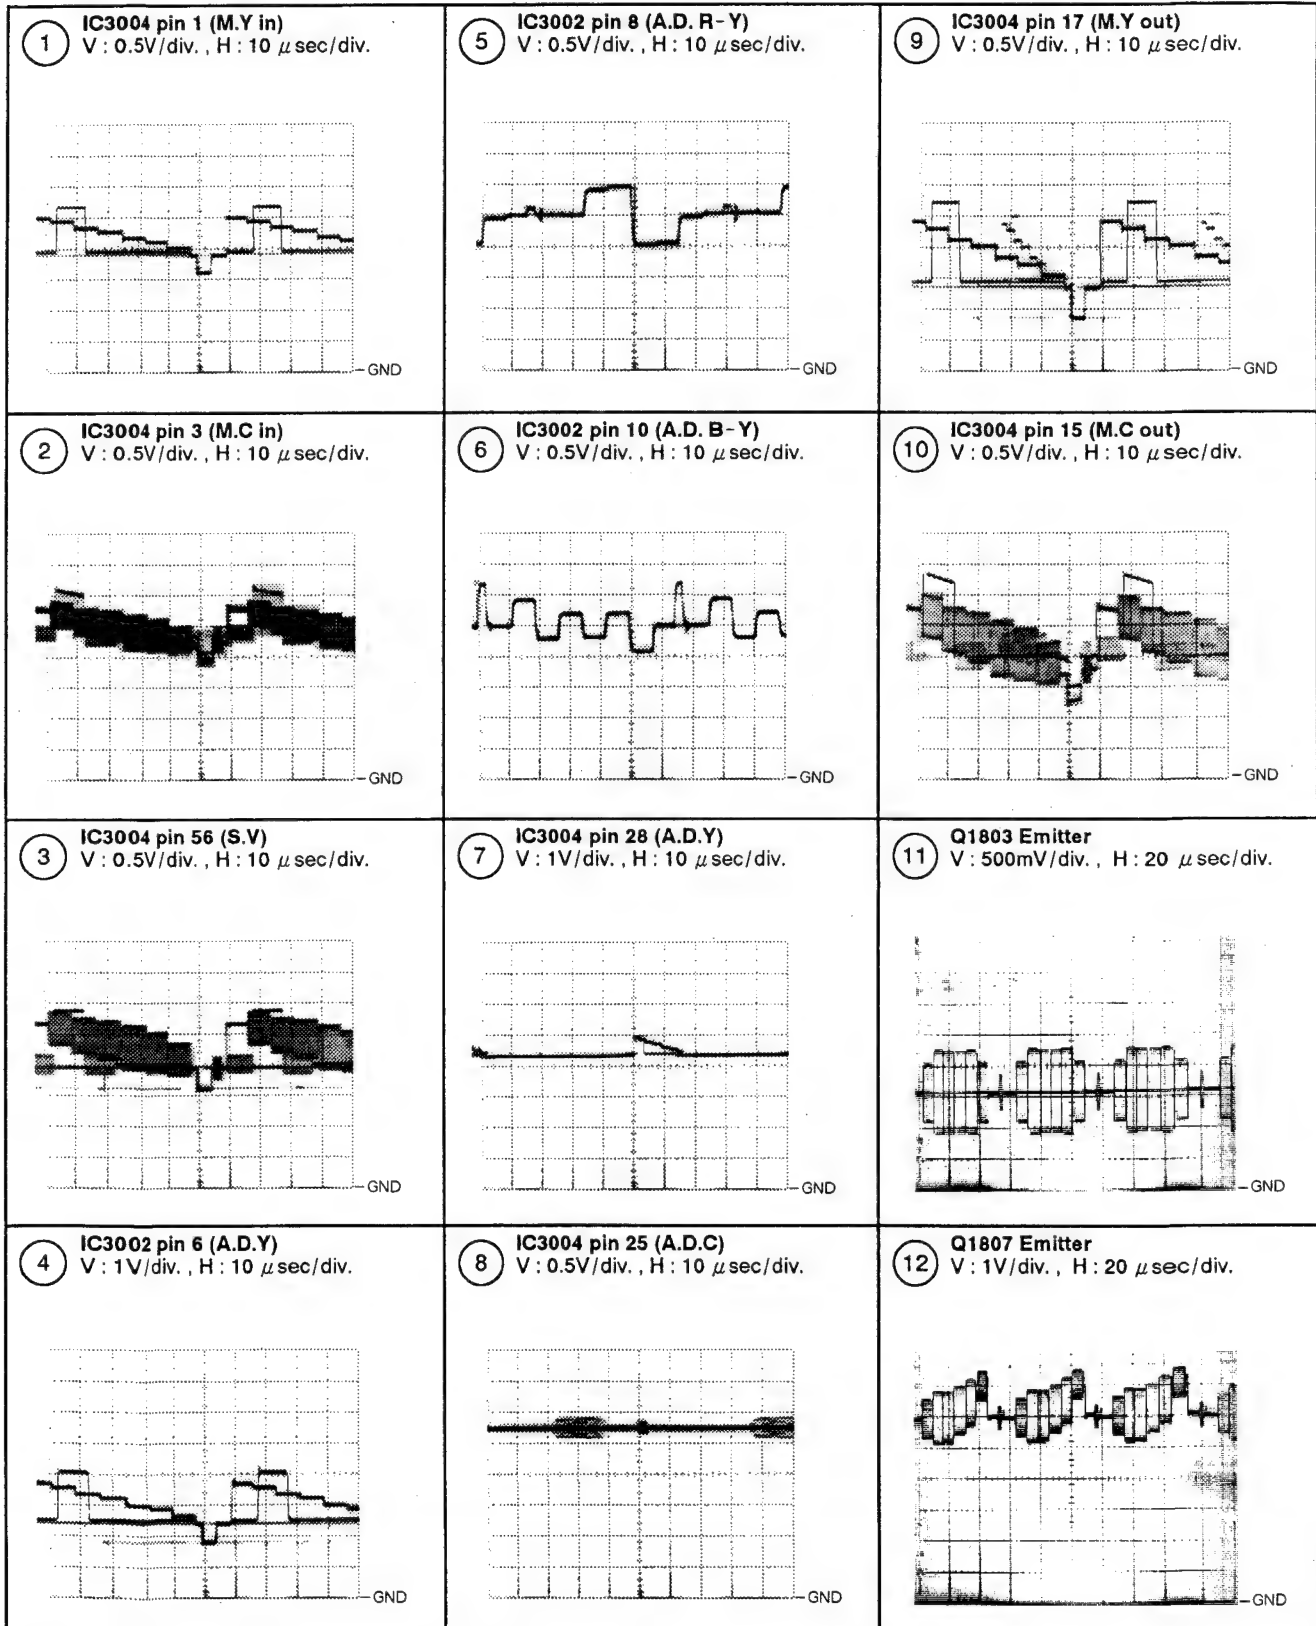 1 IC3004 pin 1 (M.Y in)
V : 0.5V/div. , H : 10 μsec/div.
GND
5 IC3002 pin 8 (A.D. R-Y)
V : 0.5V/div. , H : 10 μsec/div.
GND
9 IC3004 pin 17 (M.Y out)
V : 0.5V/div. , H : 10 μsec/div.
GND
2 IC3004 pin 3 (M.C in)
V : 0.5V/div. , H : 10 μsec/div.
GND
6 IC3002 pin 10 (A.D. B-Y)
V : 0.5V/div. , H : 10 μsec/div.
GND
10 IC3004 pin 15 (M.C out)
V : 0.5V/div. , H : 10 μsec/div.
GND
3 IC3004 pin 56 (S.V)
V : 0.5V/div. , H : 10 μsec/div.
GND
7 IC3004 pin 28 (A.D.Y)
V : 1V/div. , H : 10 μsec/div.
GND
11 Q1803 Emitter
V : 500mV/div. , H : 20 μsec/div.
GND
4 IC3002 pin 6 (A.D.Y)
V : 1V/div. , H : 10 μsec/div.
GND
8 IC3004 pin 25 (A.D.C)
V : 0.5V/div. , H : 10 μsec/div.
GND
12 Q1807 Emitter
V : 1V/div. , H : 20 μsec/div.
GND